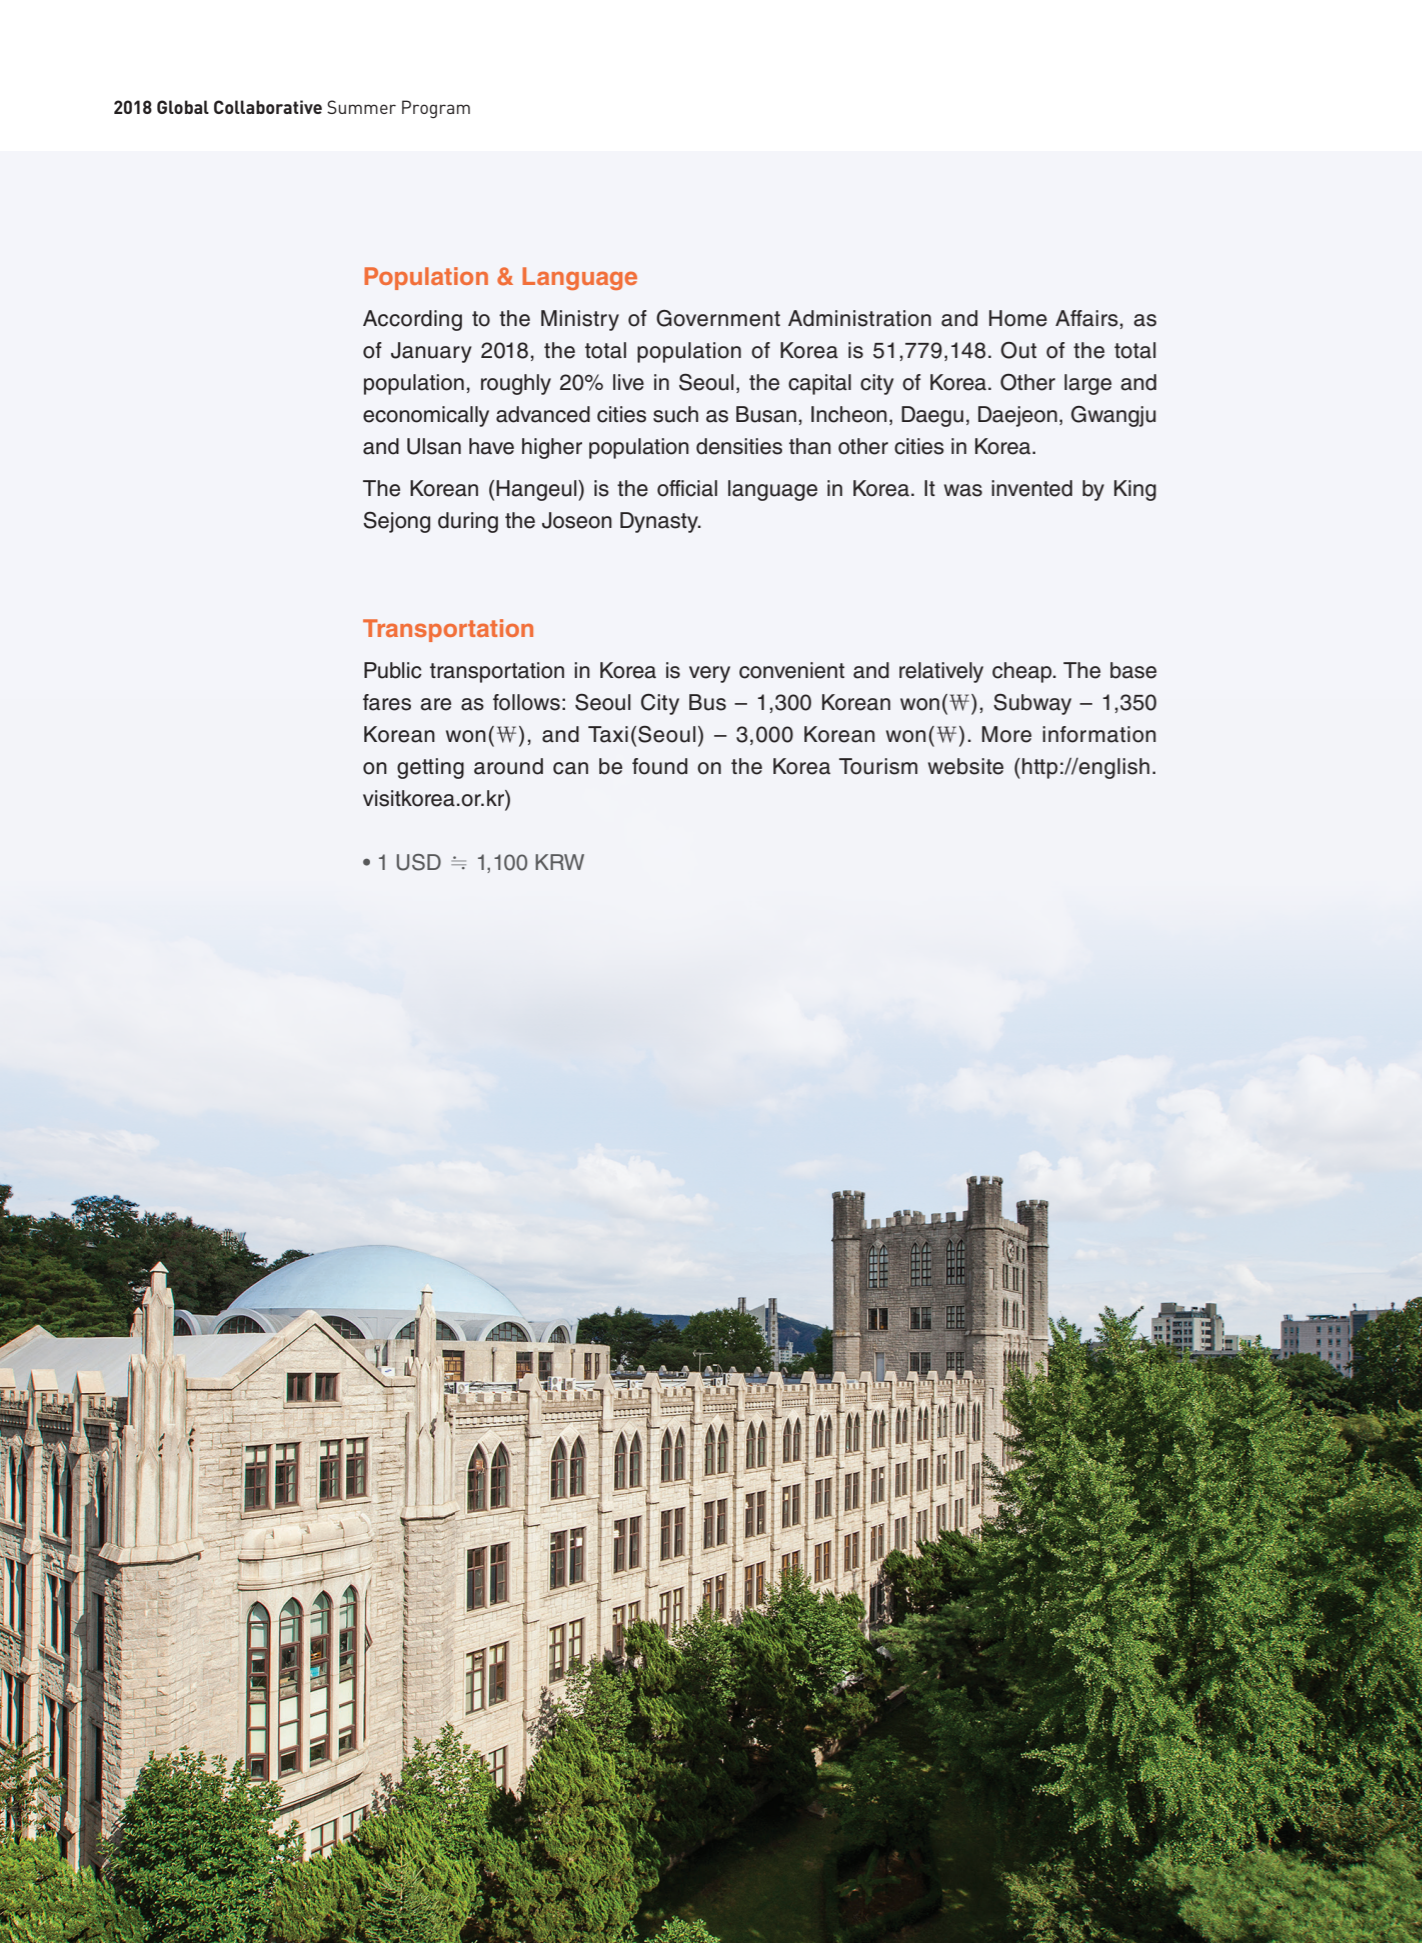 2018 Global Collaborative Summer Program
Population & Language
According to the Ministry of Government Administration and Home Affairs, as
of January 2018, the total population of Korea is 51,779,148. Out of the total
population, roughly 20% live in Seoul, the capital city of Korea. Other large and
economically advanced cities such as Busan, Incheon, Daegu, Daejeon, Gwangju
and Ulsan have higher population densities than other cities in Korea.
The Korean (Hangeul) is the official language in Korea. It was invented by King
Sejong during the Joseon Dynasty.
Transportation
Public transportation in Korea is very convenient and relatively cheap. The base
fares are as follows: Seoul City Bus – 1,300 Korean won(₩), Subway – 1,350
Korean won(₩), and Taxi(Seoul) – 3,000 Korean won(₩). More information
on getting around can be found on the Korea Tourism website (http://english.
visitkorea.or.kr)
• 1 USD ≒ 1,100 KRW